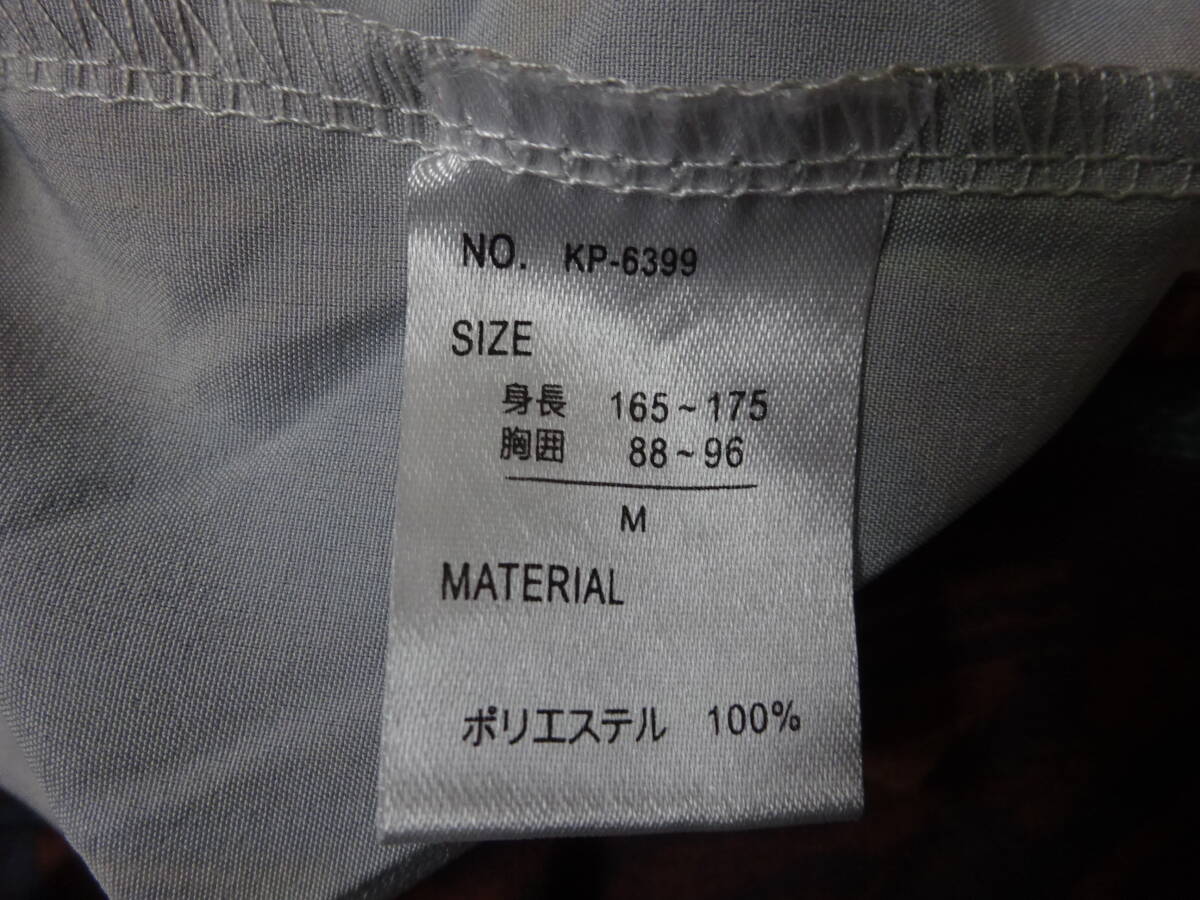 NO. KP-6399
SIZE
身長 165~175
胸囲 88~96
M
MATERIAL
ポリエステル 100%